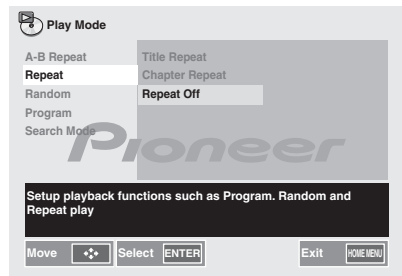 Play Mode
A-B Repeat
Title Repeat
Repeat
Chapter Repeat
Random
Repeat Off
Program
Search Mode
Pioneer
Setup playback functions such as Program. Random and
Repeat play
Move Select ENTER Exit HOME MENU